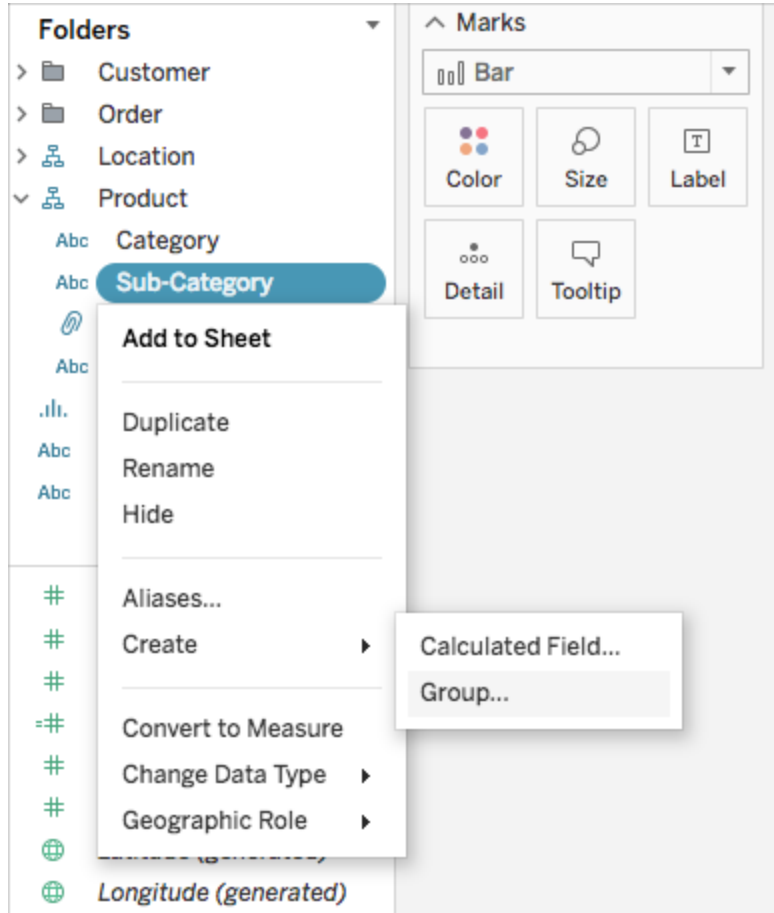 Folders
Customer
Order
Location
Product
Abc Category
Abc Sub-Category
Abc
Abc
Abc
Add to Sheet
Duplicate
Rename
Hide
Aliases...
Create
Convert to Measure
Change Data Type
Geographic Role
Calculated Field...
Group...
Latitude (generated)
Longitude (generated)
Marks
Bar
Color
Size
T
Label
Detail
Tooltip